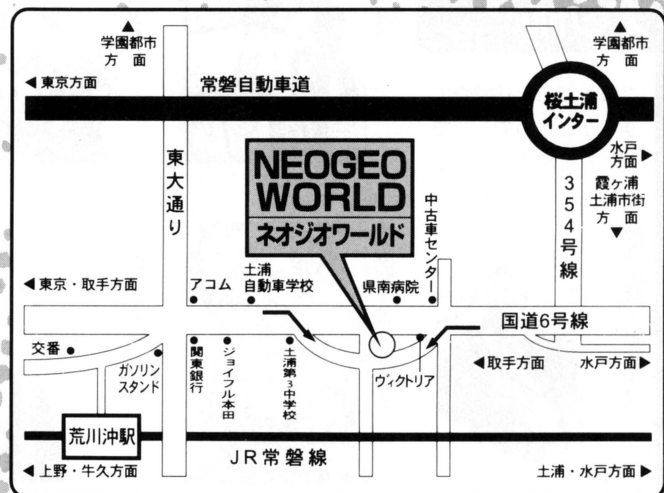 ▲
学園都市
方 面
▲
学園都市
方 面
◀東京方面
常磐自動車道
桜土浦
インター
水戸▶
方面
東大通り
NEOGEO
WORLD
ネオジオワールド
中古車センター
354号線
霞ヶ浦
土浦市街
方 面
▼
◀東京・取手方面
アコム
土浦
自動車学校
県南病院
国道6号線
交番
ガソリン
スタンド
関東銀行
ジョイフル本田
土浦第3中学校
ヴィクトリア
◀取手方面
水戸方面▶
荒川沖駅
JR常磐線
◀上野・牛久方面
土浦・水戸方面▶